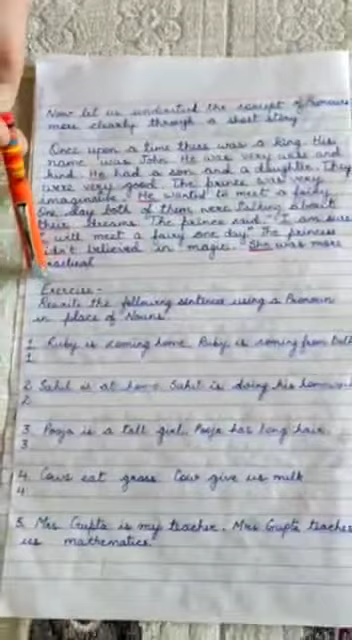 Now let us understand the concept of Pronouns
more clearly through a short story
Once upon a time there was a king. His
name was John. He was very wise and
kind. He had a son and a daughter. They
were very good. The prince was very
imaginative. He wanted to meet a fairy.
One day both of them were talking about
their dreams. The prince said "I am sure
I will meet a fairy one day" The princess
didn't believed in magic. She was more
practical
Exercise -
Rewrite the following sentences using a Pronoun
in place of Nouns
1. Ruby is coming home. Ruby is coming from Delhi
1
2. Sahil is at home. Sahil is doing his homework
2
3. Pooja is a tall girl. Pooja has long hair.
3
4. Cows eat grass Cow give us milk
4
5. Mrs Gupta is my teacher. Mrs Gupta teaches
us mathematics.